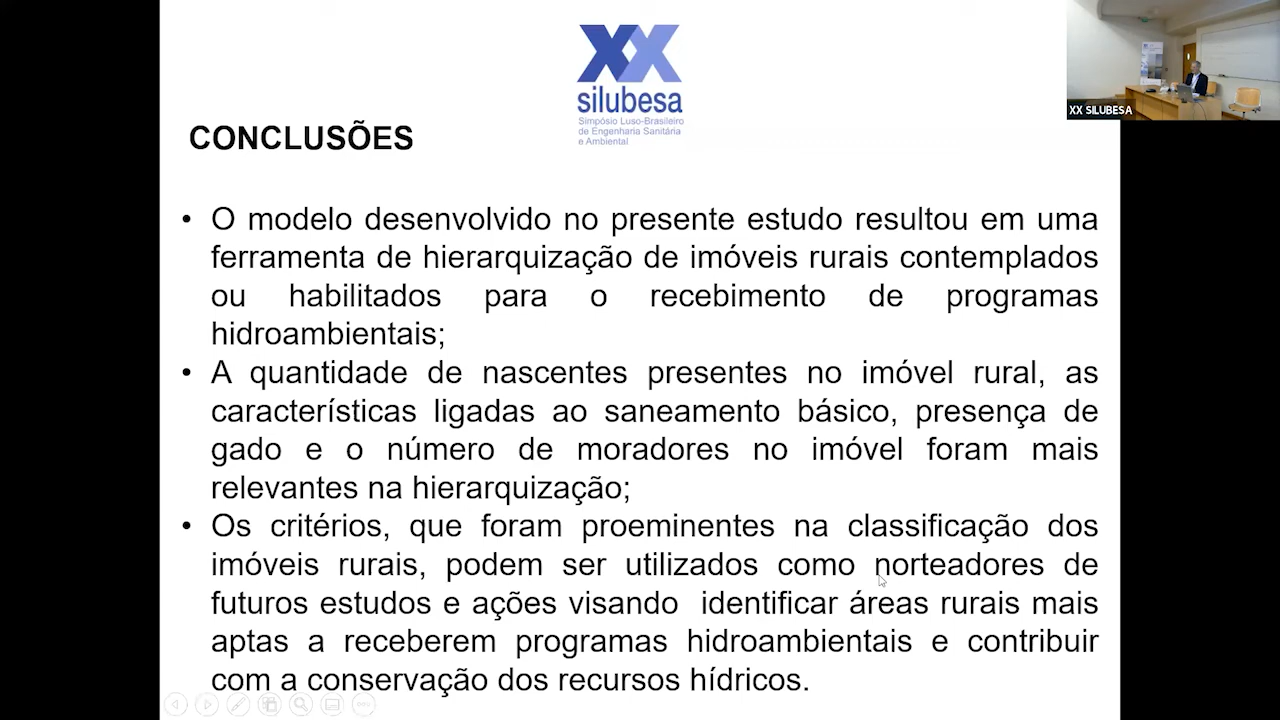 XX
silubesa
Simpósio Luso-Brasileiro
de Engenharia Sanitária
e Ambiental
XX SILUBESA
CONCLUSÕES
• O modelo desenvolvido no presente estudo resultou em uma
ferramenta de hierarquização de imóveis rurais contemplados
ou habilitados para o recebimento de programas
hidroambientais;
• A quantidade de nascentes presentes no imóvel rural, as
características ligadas ao saneamento básico, presença de
gado e o número de moradores no imóvel foram mais
relevantes na hierarquização;
• Os critérios, que foram proeminentes na classificação dos
imóveis rurais, podem ser utilizados como norteadores de
futuros estudos e ações visando identificar áreas rurais mais
aptas a receberem programas hidroambientais e contribuir
com a conservação dos recursos hídricos.